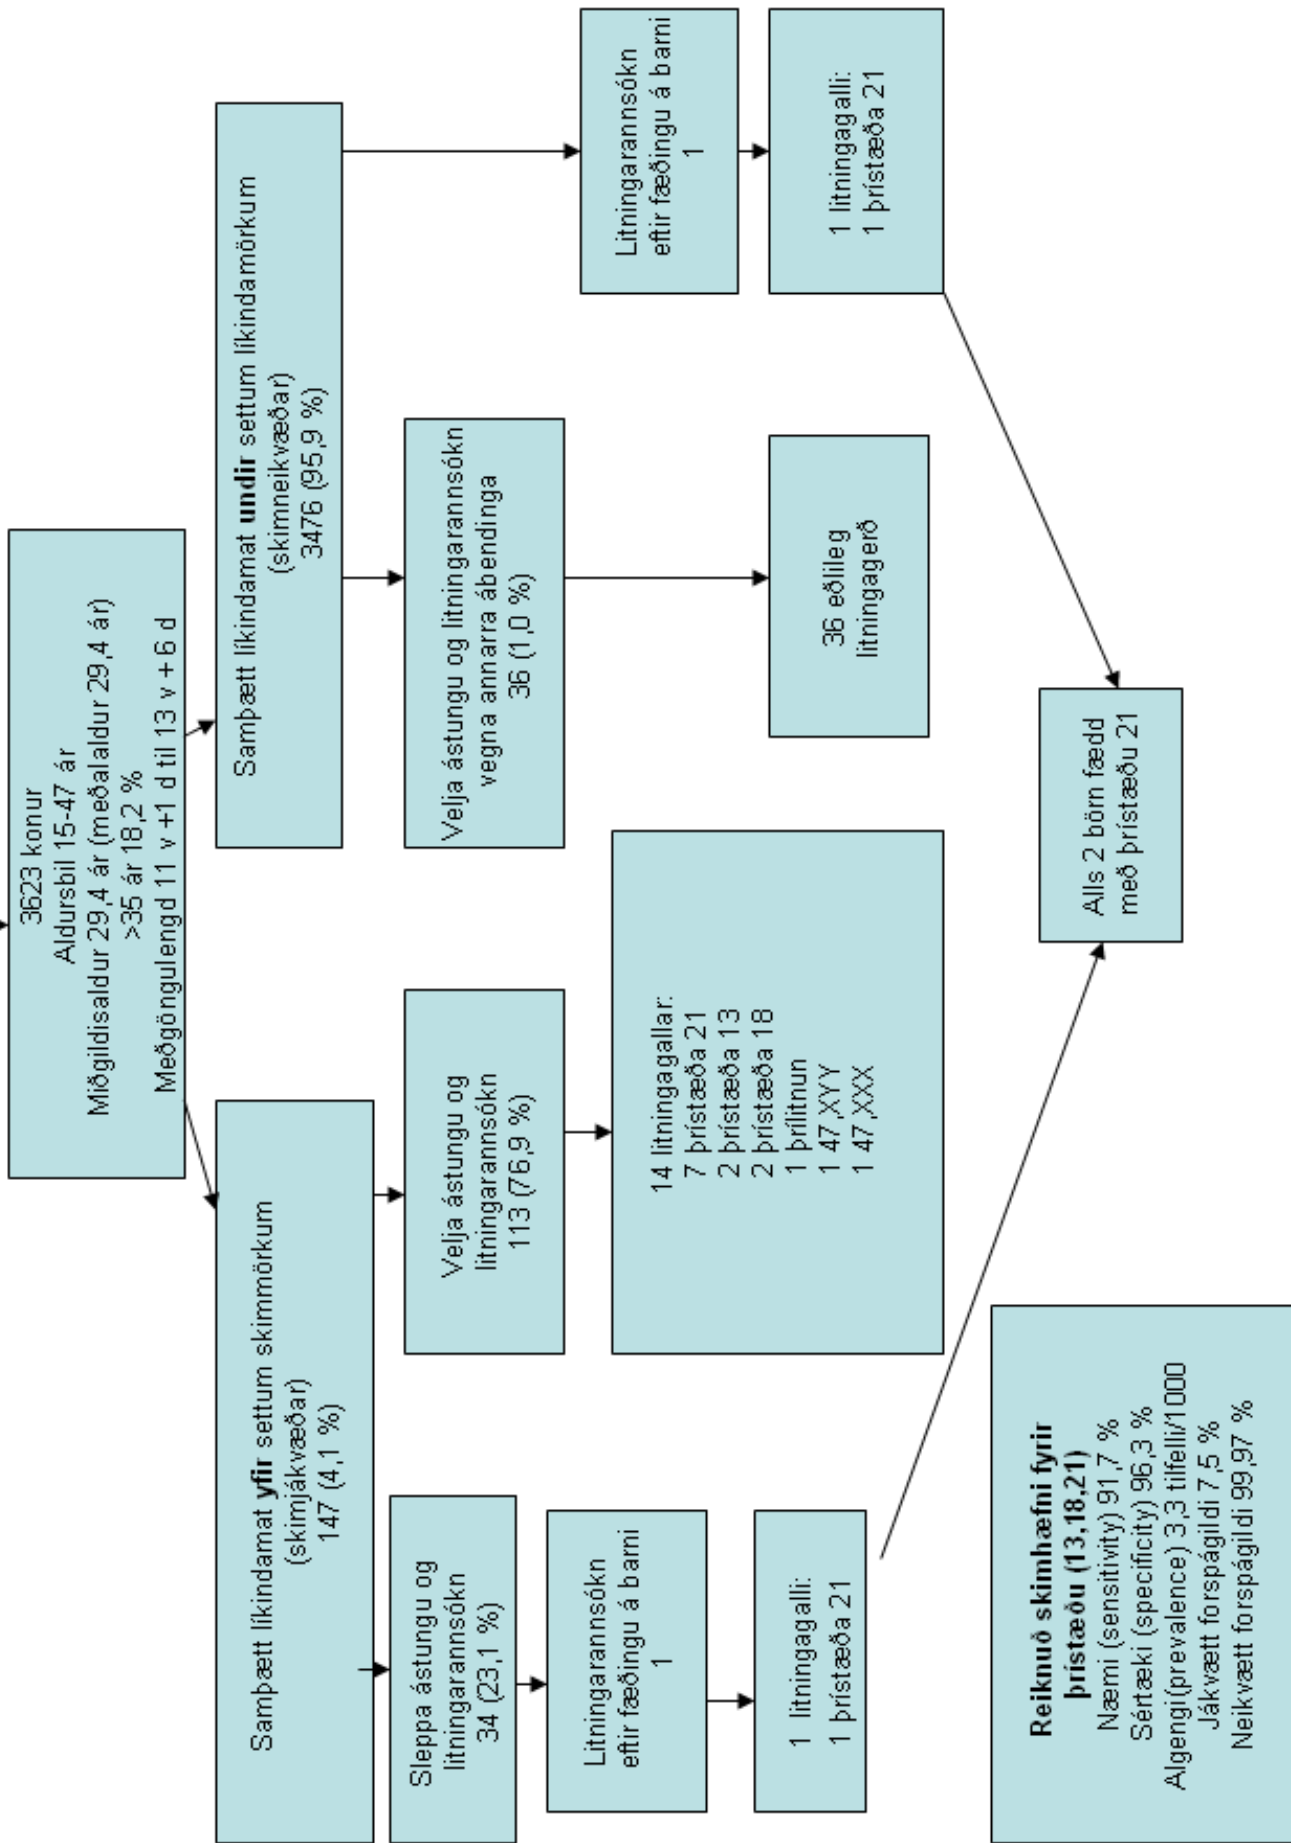 3623 konur
Aldursbil 15-47 ár
Miðgildisaldur 29,4 ár (meðalaldur 29,4 ár)
>35 ár 18,2 %
Meðgöngulengd 11 v +1 d til 13 v + 6 d
Samþætt líkindamat yfir settum skimmörkum
(skimjákvæðar)
147 (4,1 %)
Samþætt líkindamat undir settum líkindamörkum
(skimneikvæðar)
3476 (95,9 %)
Sleppa ástungu og
litningarannsókn
34 (23,1 %)
Velja ástungu og
litningarannsókn
113 (76,9 %)
Velja ástungu og litningarannsókn
vegna annarra ábendinga
36 (1,0 %)
Litningarannsókn
eftir fæðingu á barni
1
Litningarannsókn
eftir fæðingu á barni
1
1 litningagalli:
1 þrístæða 21
14 litningagallar:
7 þrístæða 21
2 þrístæða 13
2 þrístæða 18
1 þrílitnun
1 47,XYY
1 47,XXX
36 eðlileg
litningagerð
1 litningagalli:
1 þrístæða 21
Alls 2 börn fædd
með þrístæðu 21
Reiknuð skimhæfni fyrir
þrístæðu (13,18,21)
Næmi (sensitivity) 91,7 %
Sértæki (specificity) 96,3 %
Algengi(prevalence) 3,3 tilfelli/1000
Jákvætt forspágildi 7,5 %
Neikvætt forspágildi 99,97 %